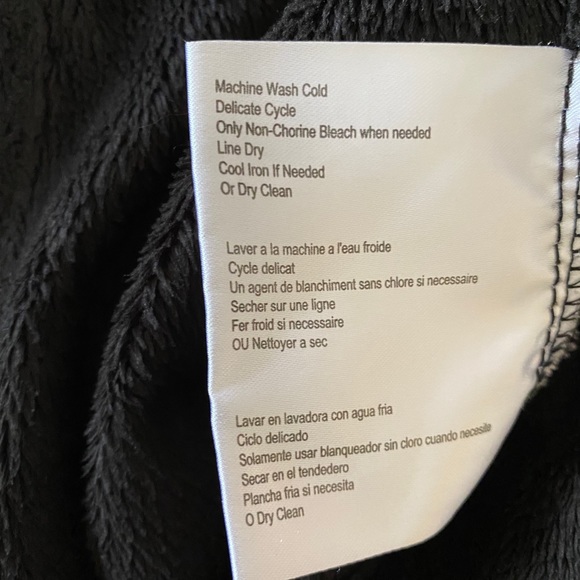 Machine Wash Cold
Delicate Cycle
Only Non-Chorine Bleach when needed
Line Dry
Cool Iron If Needed
Or Dry Clean
Laver a la machine a l'eau froide
Cycle delicat
Un agent de blanchiment sans chlore si necessaire
Secher sur une ligne
Fer froid si necessaire
OU Nettoyer a sec
Lavar en lavadora con agua fria
Ciclo delicado
Solamente usar blanqueador sin cloro cuando necesite
Secar en el tendedero
Plancha fria si necesita
O Dry Clean